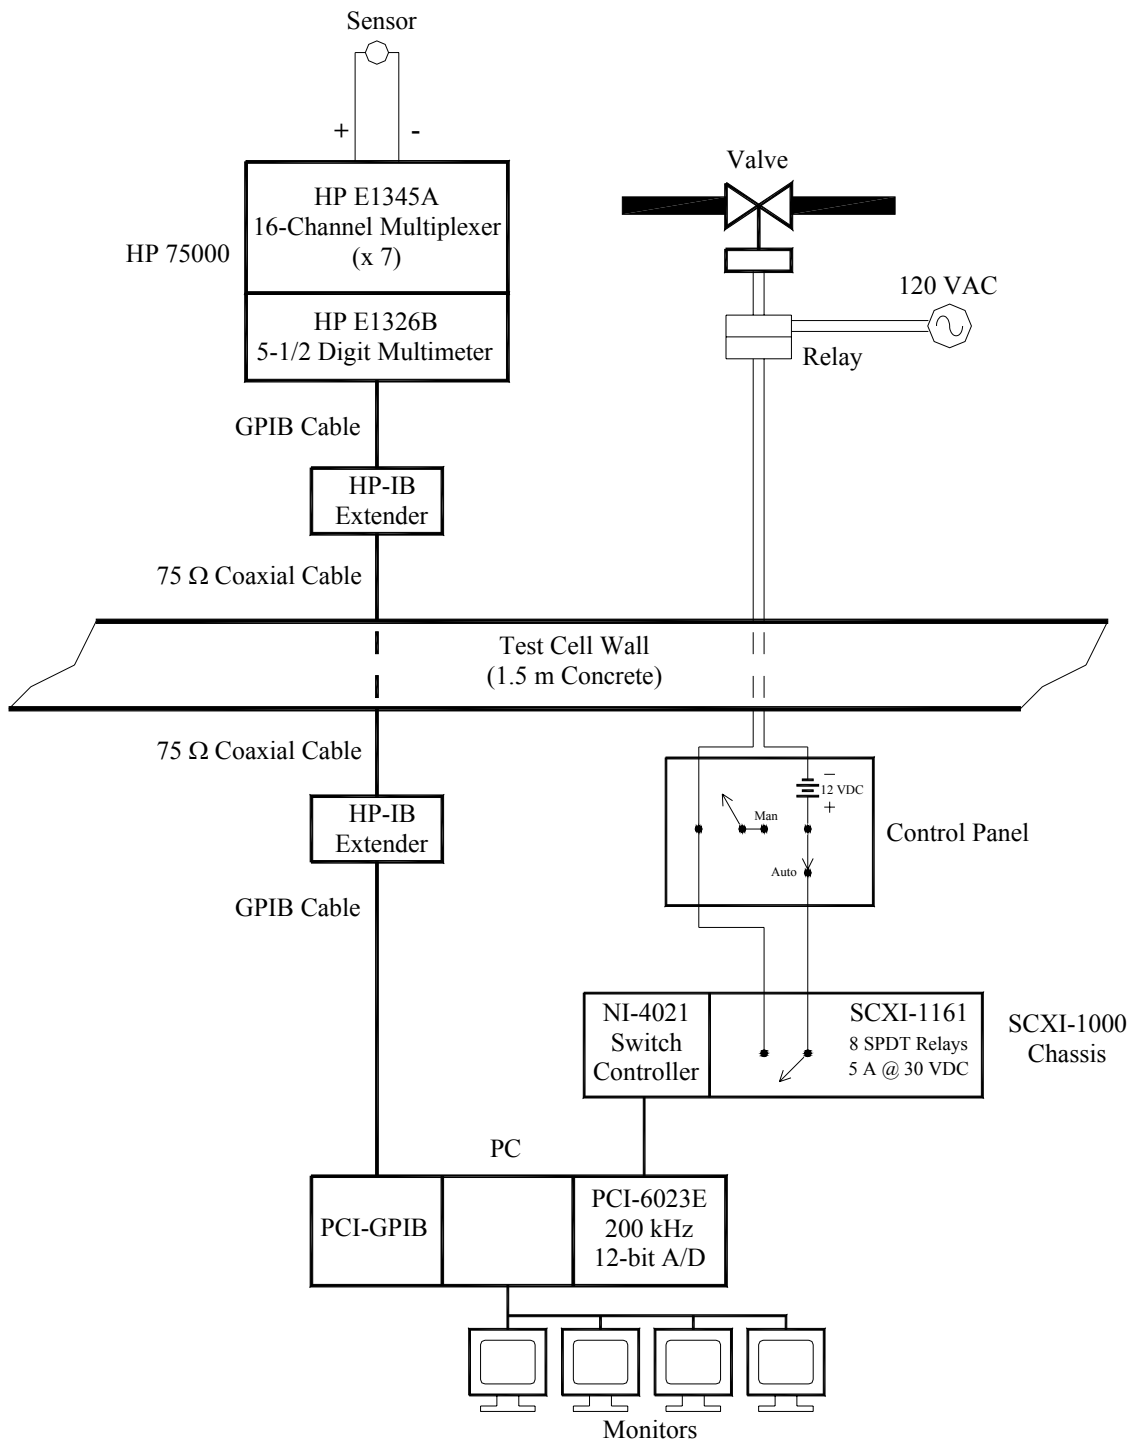 Sensor
+
-
HP E1345A
16-Channel Multiplexer
(x 7)
HP 75000
HP E1326B
5-1/2 Digit Multimeter
GPIB Cable
HP-IB
Extender
75 Ω Coaxial Cable
Valve
120 VAC
Relay
Test Cell Wall
(1.5 m Concrete)
75 Ω Coaxial Cable
HP-IB
Extender
GPIB Cable
−
12 VDC
+
Man
Auto
Control Panel
NI-4021
Switch
Controller
SCXI-1161
8 SPDT Relays
5 A @ 30 VDC
SCXI-1000
Chassis
PC
PCI-GPIB
PCI-6023E
200 kHz
12-bit A/D
Monitors